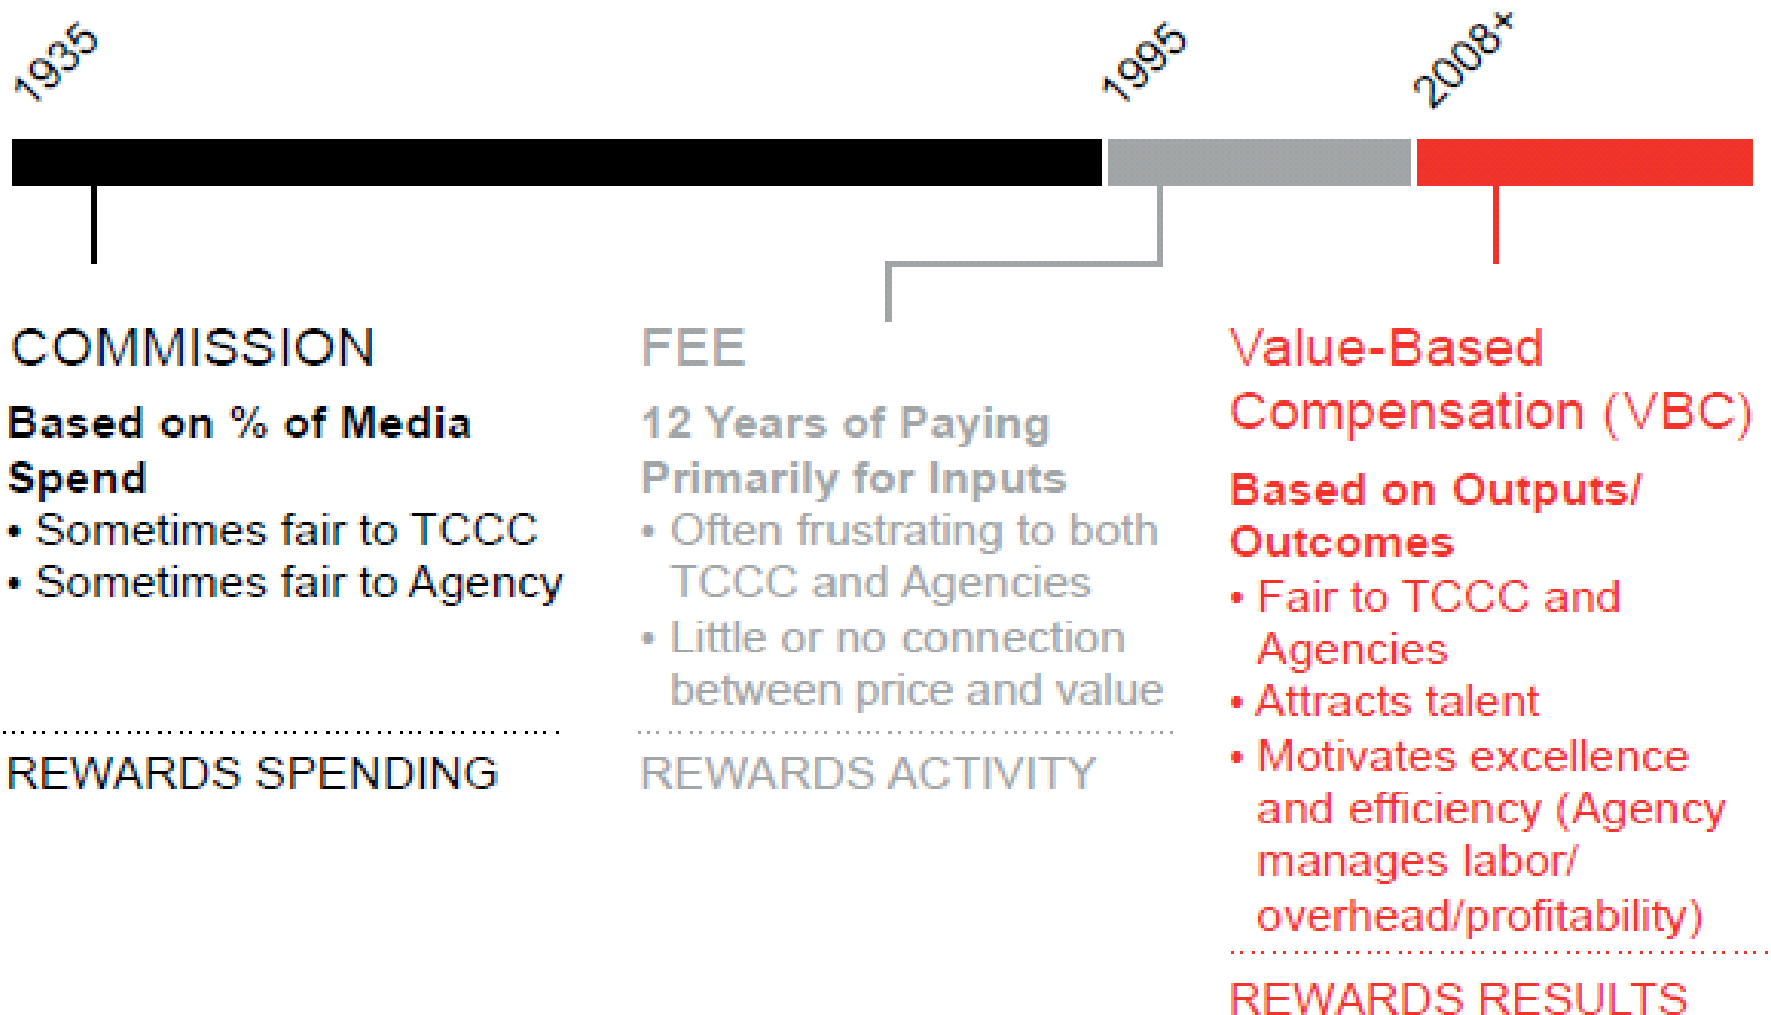 1935
1995
2008+
COMMISSION
Based on % of Media
Spend
• Sometimes fair to TCCC
• Sometimes fair to Agency
REWARDS SPENDING
FEE
12 Years of Paying
Primarily for Inputs
• Often frustrating to both
TCCC and Agencies
• Little or no connection
between price and value
REWARDS ACTIVITY
Value-Based
Compensation (VBC)
Based on Outputs/
Outcomes
• Fair to TCCC and
Agencies
• Attracts talent
• Motivates excellence
and efficiency (Agency
manages labor/
overhead/profitability)
REWARDS RESULTS